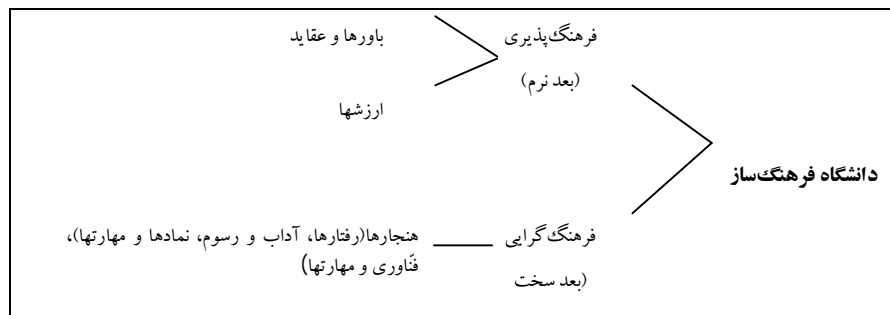 فرهنگ‌پذیری
باورها و عقاید
(بعد نرم)
ارزشها
دانشگاه فرهنگ‌ساز
فرهنگ‌گرایی
هنجارها(رفتارها، آداب و رسوم، نمادها و مهارتها)،
فنّاوری و مهارتها)
(بعد سخت